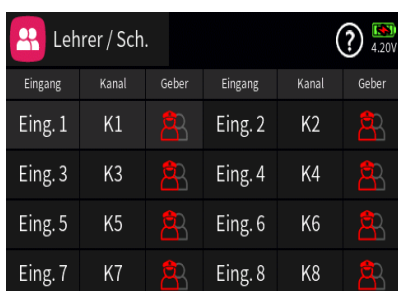 Lehrer / Sch.
?
4.20V
Eingang Kanal Geber Eingang Kanal Geber
Eing. 1 K1 Eing. 2 K2
Eing. 3 K3 Eing. 4 K4
Eing. 5 K5 Eing. 6 K6
Eing. 7 K7 Eing. 8 K8